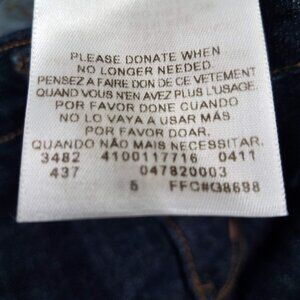 PLEASE DONATE WHEN
NO LONGER NEEDED.
PENSEZ A FAIRE DON DE CE VETEMENT
QUAND VOUS N'EN AVEZ PLUS L'USAGE.
POR FAVOR DONE CUANDO
NO LO VAYA A USAR MÁS.
POR FAVOR DOAR,
QUANDO NÃO MAIS NECESSITAR.
3482 4100117716 0411
437 047820003
6 FFC#G8698